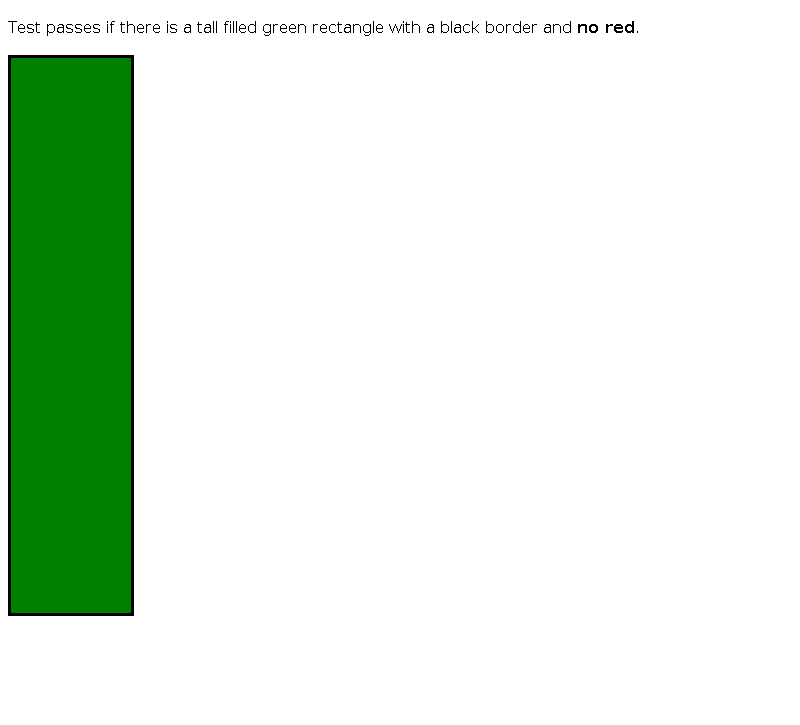 Test passes if there is a tall filled green rectangle with a black border and no red.